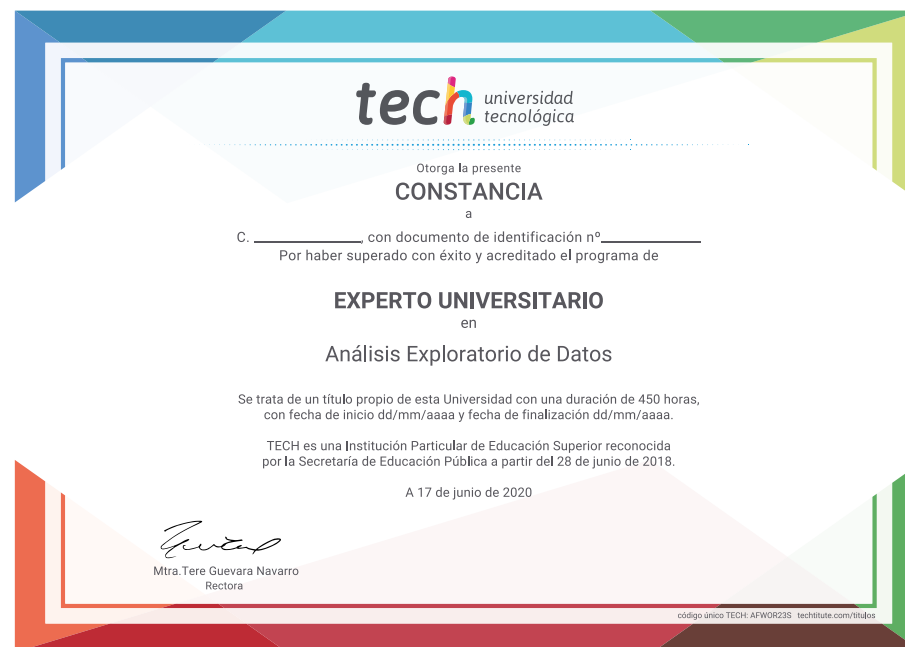 tech universidad
tecnológica
Otorga la presente
CONSTANCIA
a
C. ____________, con documento de identificación nº____________
Por haber superado con éxito y acreditado el programa de
EXPERTO UNIVERSITARIO
en
Análisis Exploratorio de Datos
Se trata de un título propio de esta Universidad con una duración de 450 horas,
con fecha de inicio dd/mm/aaaa y fecha de finalización dd/mm/aaaa.
TECH es una Institución Particular de Educación Superior reconocida
por la Secretaría de Educación Pública a partir del 28 de junio de 2018.
A 17 de junio de 2020
Mtra.Tere Guevara Navarro
Rectora
código único TECH: AFWOR23S techtitute.com/titulos